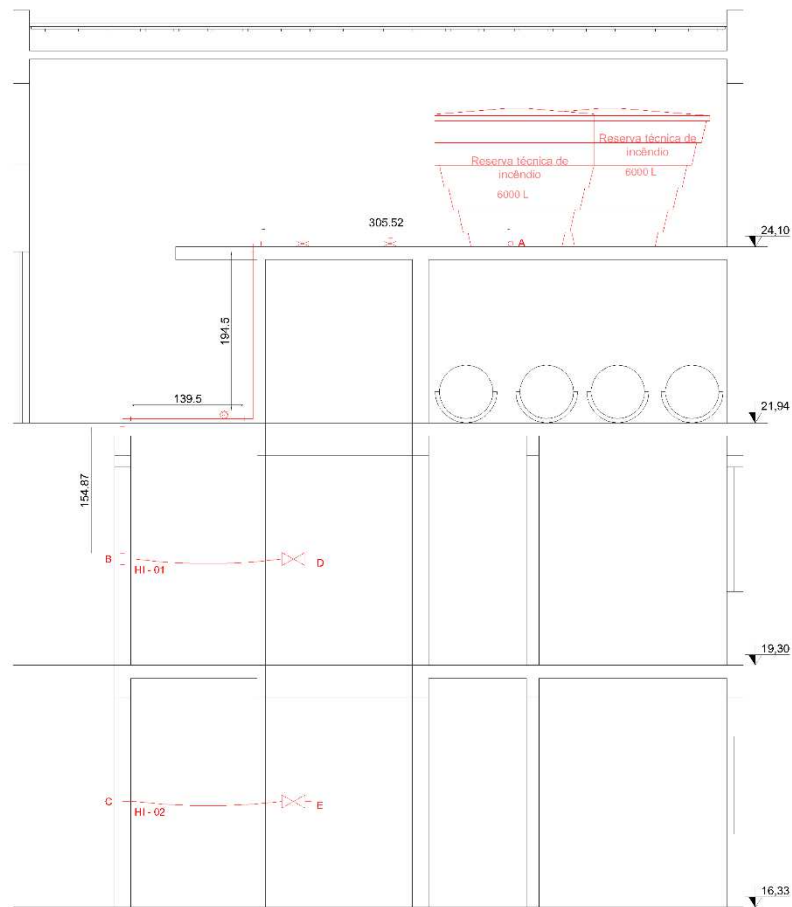 Reserva técnica de
incêndio
6000 L
Reserva técnica de
incêndio
6000 L
305.52
A
24,10
194.5
139.5
21,94
154.87
B
HI - 01
D
19,30
C
HI - 02
E
16,33